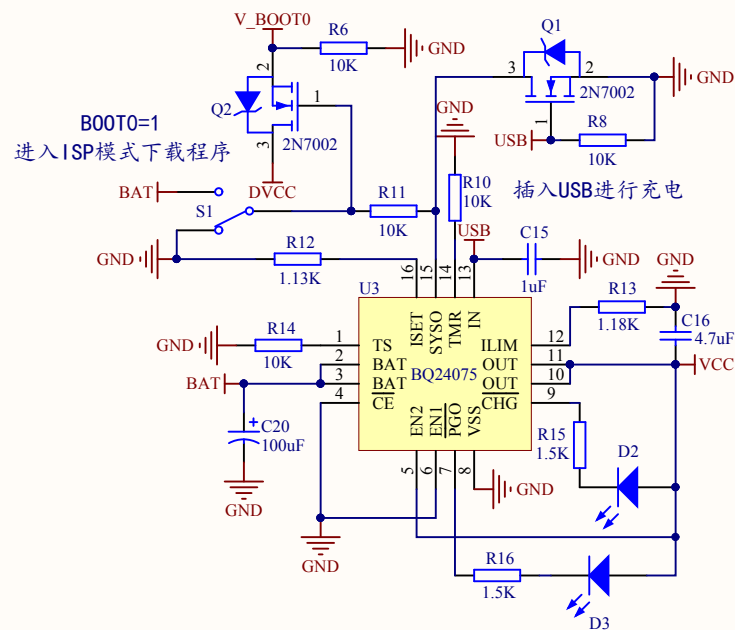 V_BOOT0
R6
10K
GND
2
Q2
1
3
2N7002
DVCC
BOOT0=1
进入ISP模式下载程序
Q1
3
2
2N7002
1
GND
USB
R8
10K
插入USB进行充电
BAT
S1
GND
R11
10K
R12
1.13K
GND
R10
10K
USB
C15
1uF
GND
16
15
14
13
U3
ISET
SYSO
TMR
IN
BQ24075
1
TS
2
BAT
3
BAT
4
CE
12
ILIM
11
OUT
10
OUT
9
CHG
EN2
EN1
PGO
VSS
5
6
7
8
GND
R14
10K
GND
BAT
C20
100uF
GND
GND
R13
1.18K
GND
C16
4.7uF
VCC
R15
1.5K
D2
R16
1.5K
D3